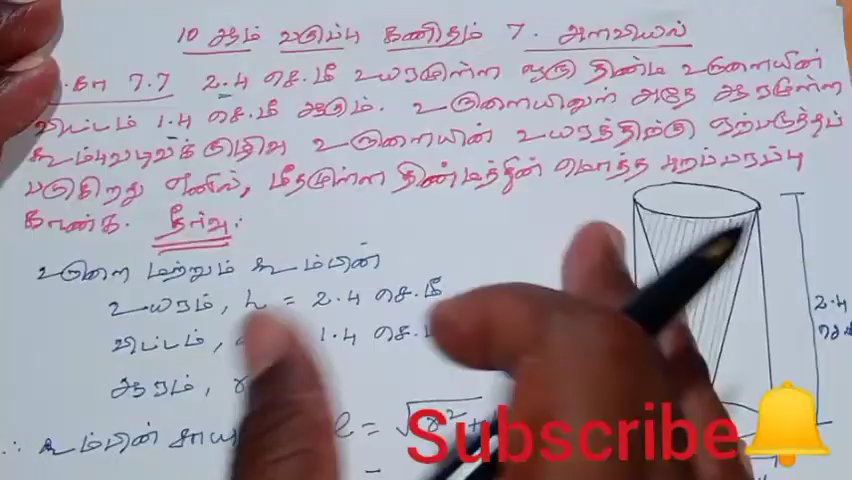 10 ஆம் வகுப்பு கணிதம் 7. அளவியல்
.கா 7.7 2.4 செ.மீ உயரமுள்ள ஒரு திண்ம உருளையின்
விட்டம் 1.4 செ.மீ ஆகும். உருளையினுள் அதே ஆரமுள்ள
கூம்புவடிவக் குழியை உருளையின் உயரத்திற்கு ஏற்படுத்தப்
படுகிறது எனில், மீதமுள்ள திண்மத்தின் மொத்த புறப்பரப்பு
காண்க. தீர்வு:
உருளை மற்றும் கூம்பின்
உயரம், h = 2.4 செ.மீ
விட்டம், 1.4 செ.
ஆரம், r
∴ கூம்பின் சாயு l = √r² +
=
2.4
செ.
Subscribe